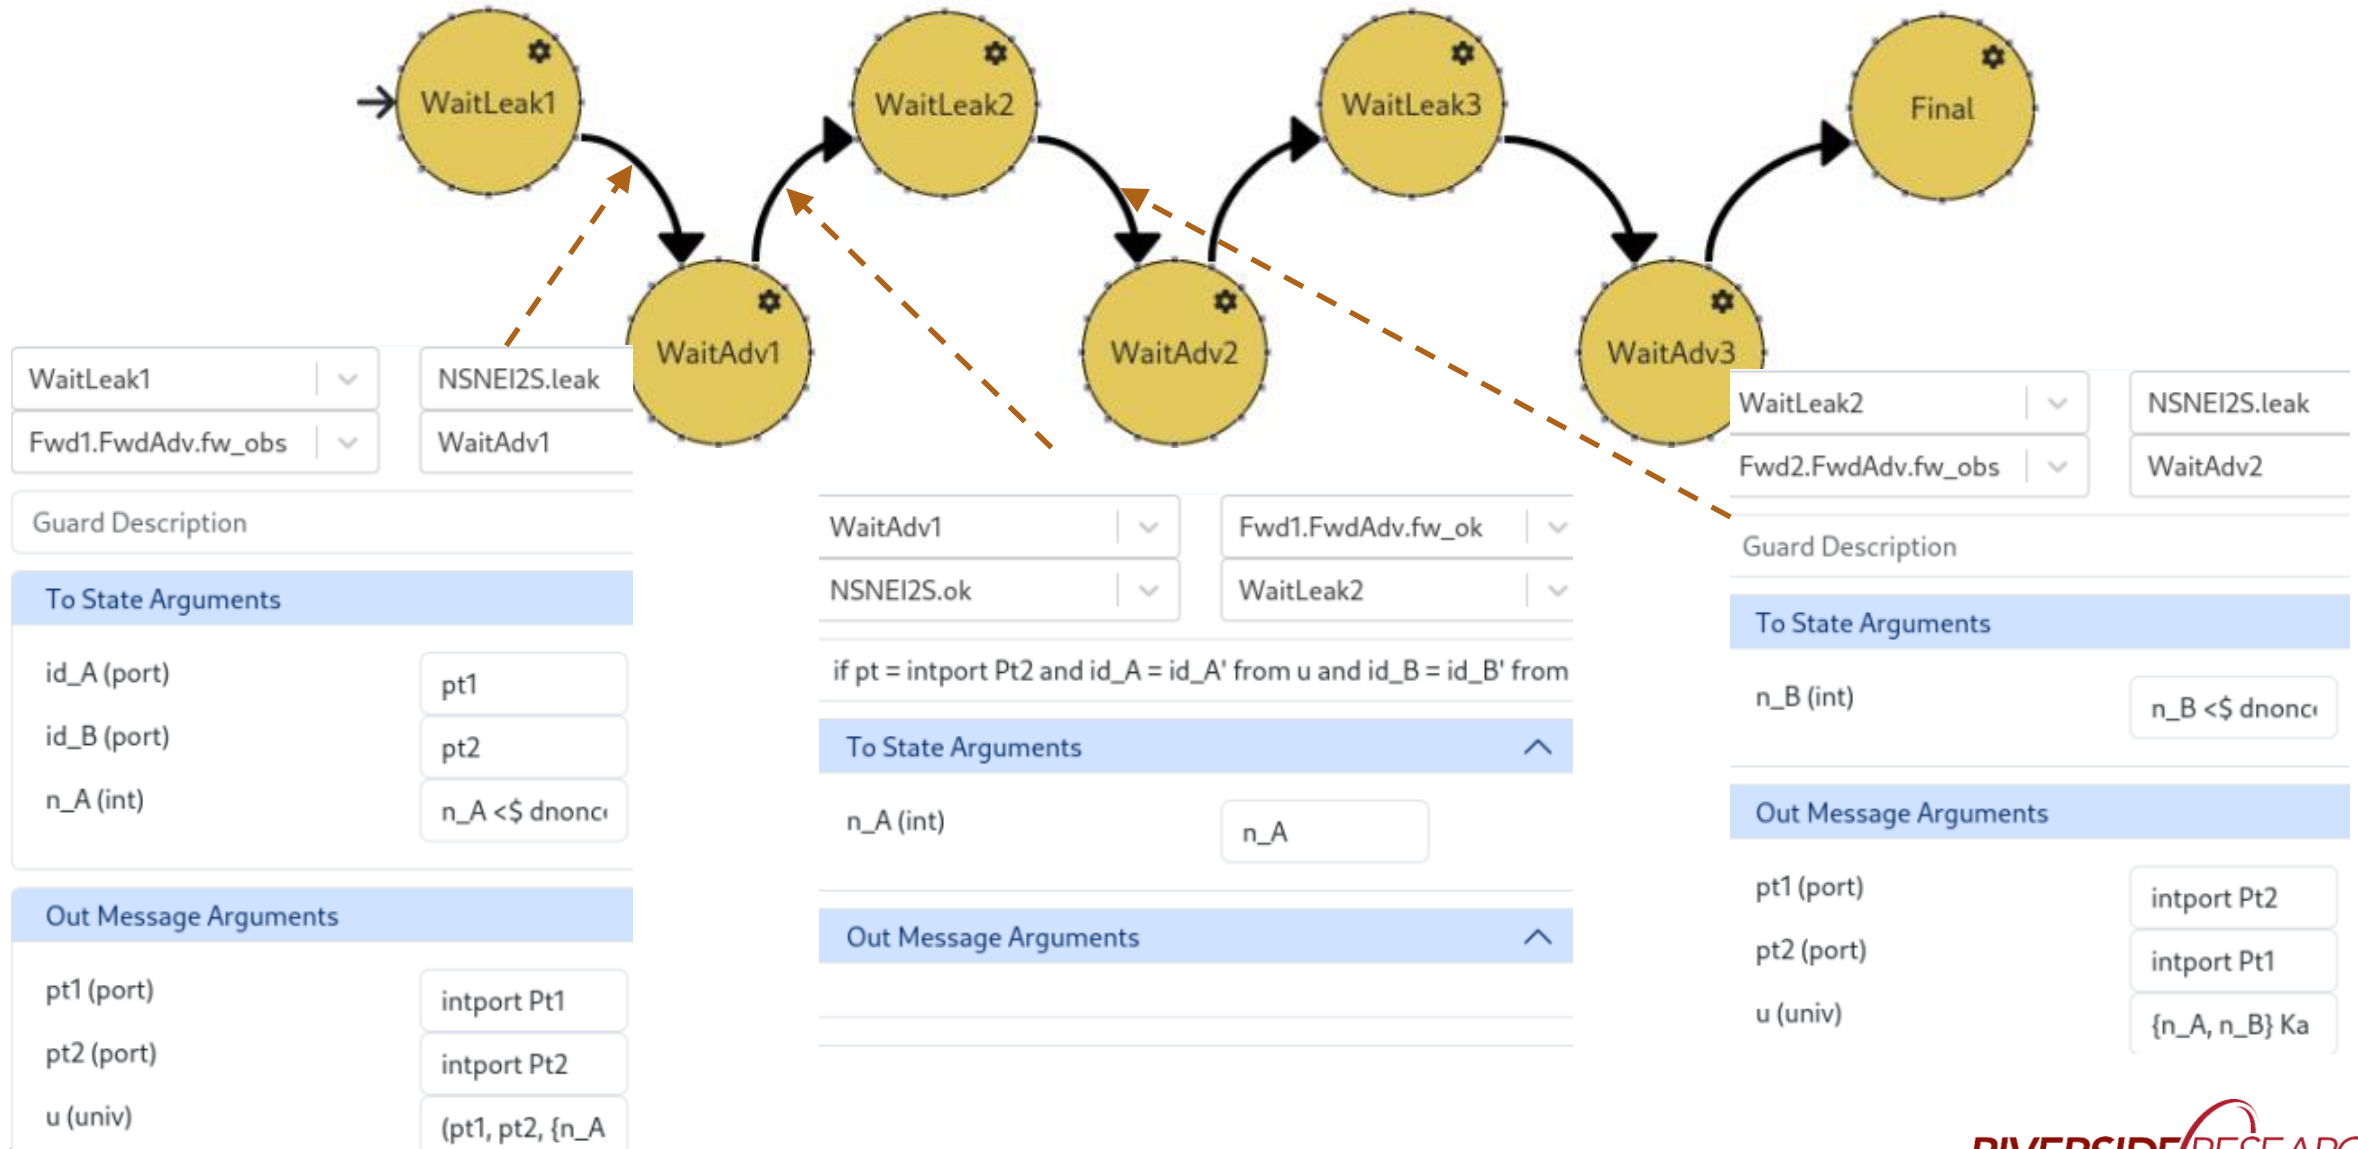 WaitLeak1
WaitLeak2
WaitLeak3
Final
WaitAdv1
WaitAdv2
WaitAdv3
WaitLeak1
NSNEI2S.leak
Fwd1.FwdAdv.fw_obs
WaitAdv1
Guard Description
To State Arguments
id_A (port)
pt1
id_B (port)
pt2
n_A (int)
n_A <$ dnonc
Out Message Arguments
pt1 (port)
intport Pt1
pt2 (port)
intport Pt2
u (univ)
(pt1, pt2, {n_A
WaitAdv1
Fwd1.FwdAdv.fw_ok
NSNEI2S.ok
WaitLeak2
if pt = intport Pt2 and id_A = id_A' from u and id_B = id_B' from
To State Arguments
n_A (int)
n_A
Out Message Arguments
WaitLeak2
NSNEI2S.leak
Fwd2.FwdAdv.fw_obs
WaitAdv2
Guard Description
To State Arguments
n_B (int)
n_B <$ dnonc
Out Message Arguments
pt1 (port)
intport Pt2
pt2 (port)
intport Pt1
u (univ)
{n_A, n_B} Ka
RIVERSIDE RESEARC